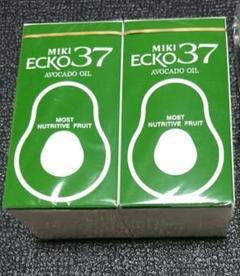 MIKI
ECKO37
AVOCADO OIL
MOST
NUTRITIVE FRUIT
MIKI
ECKO37
AVOCADO OIL
MOST
NUTRITIVE FRUIT